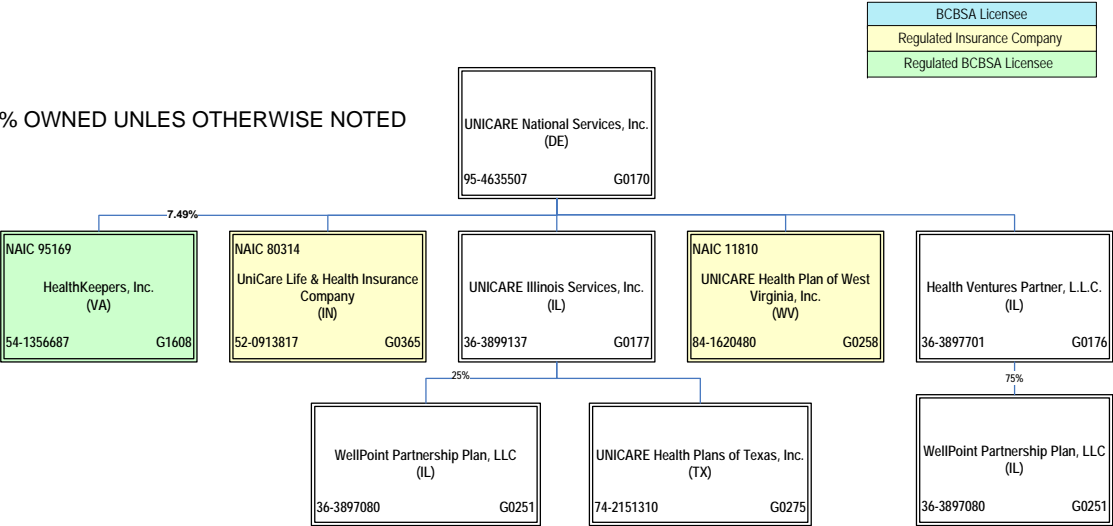 BCBSA Licensee
Regulated Insurance Company
Regulated BCBSA Licensee
% OWNED UNLES OTHERWISE NOTED
UNICARE National Services, Inc.
(DE)
95-4635507 G0170
7.49%
NAIC 95169
HealthKeepers, Inc.
(VA)
54-1356687 G1608
NAIC 80314
UniCare Life & Health Insurance
Company
(IN)
52-0913817 G0365
UNICARE Illinois Services, Inc.
(IL)
36-3899137 G0177
NAIC 11810
UNICARE Health Plan of West
Virginia, Inc.
(WV)
84-1620480 G0258
Health Ventures Partner, L.L.C.
(IL)
36-3897701 G0176
25%
75%
WellPoint Partnership Plan, LLC
(IL)
36-3897080 G0251
UNICARE Health Plans of Texas, Inc.
(TX)
74-2151310 G0275
WellPoint Partnership Plan, LLC
(IL)
36-3897080 G0251